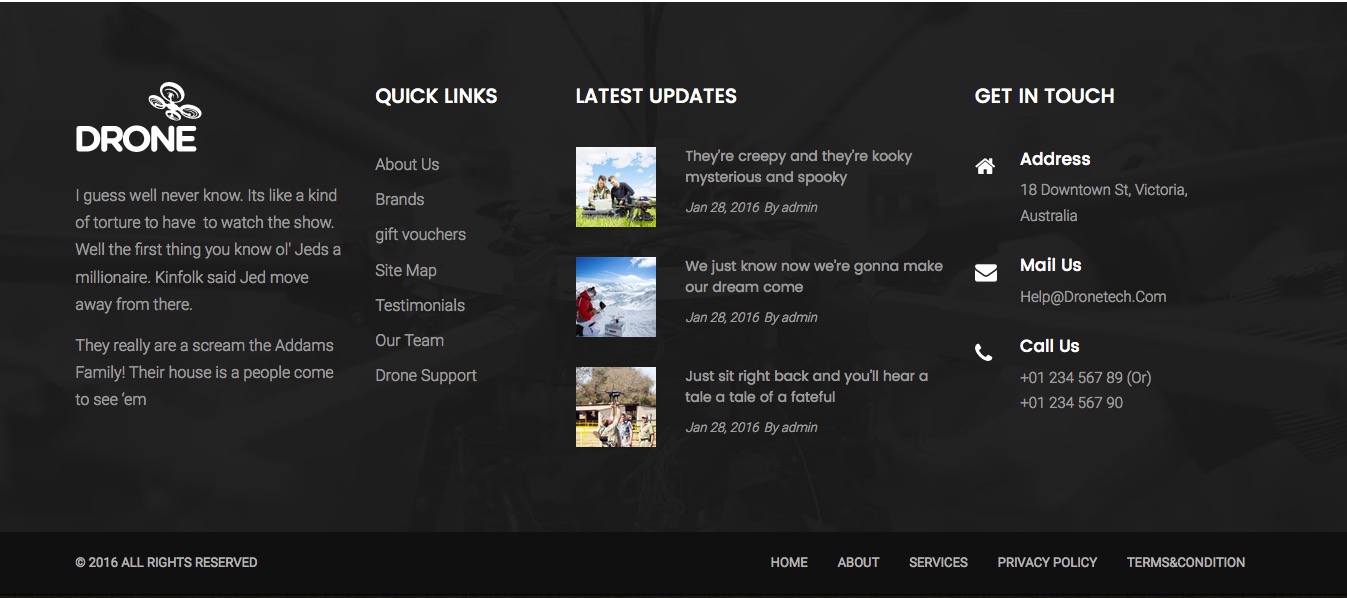 DRONE
I guess well never know. Its like a kind
of torture to have to watch the show.
Well the first thing you know ol' Jeds a
millionaire. Kinfolk said Jed move
away from there.
They really are a scream the Addams
Family! Their house is a people come
to see ‘em
QUICK LINKS
About Us
Brands
gift vouchers
Site Map
Testimonials
Our Team
Drone Support
LATEST UPDATES
They're creepy and they're kooky
mysterious and spooky
Jan 28, 2016 By admin
We just know now we're gonna make
our dream come
Jan 28, 2016 By admin
Just sit right back and you'll hear a
tale a tale of a fateful
Jan 28, 2016 By admin
GET IN TOUCH
Address
18 Downtown St, Victoria,
Australia
Mail Us
Help@Dronetech.Com
Call Us
+01 234 567 89 (Or)
+01 234 567 90
© 2016 ALL RIGHTS RESERVED
HOME ABOUT SERVICES PRIVACY POLICY TERMS&CONDITION